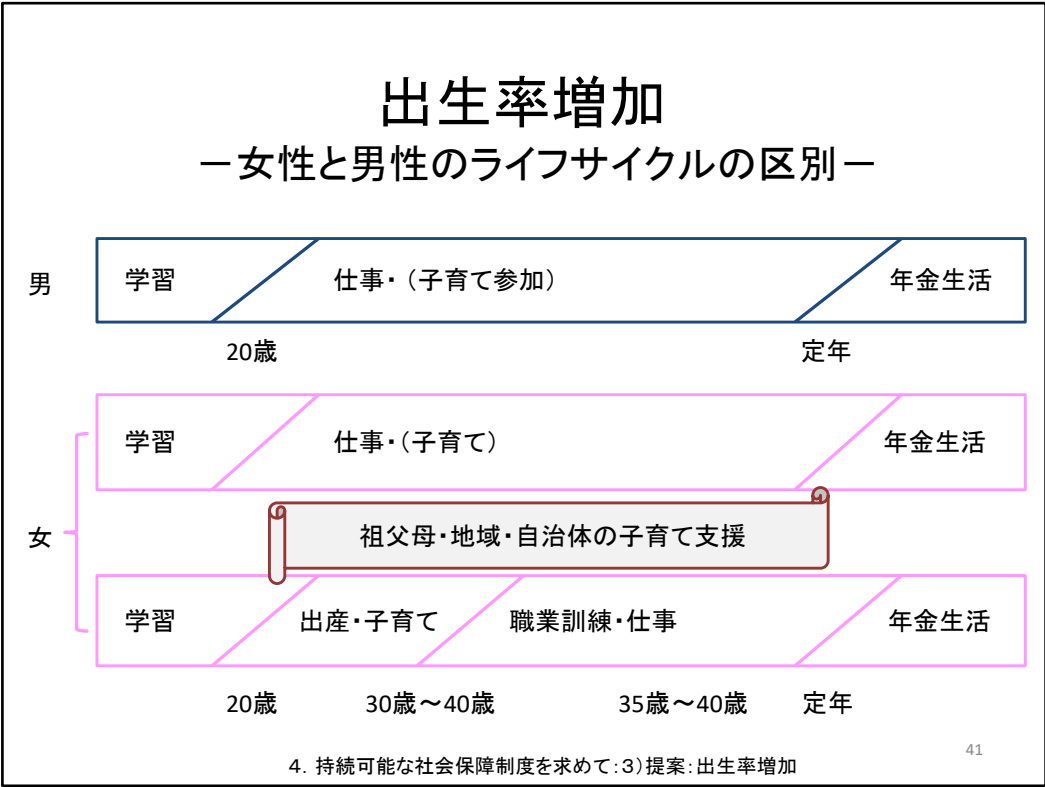 出生率増加
－女性と男性のライフサイクルの区別－
男
学習
仕事・（子育て参加）
年金生活
20歳
定年
女
学習
仕事・（子育て）
年金生活
祖父母・地域・自治体の子育て支援
学習
出産・子育て
職業訓練・仕事
年金生活
20歳
30歳～40歳
35歳～40歳
定年
4．持続可能な社会保障制度を求めて：3）提案：出生率増加
41